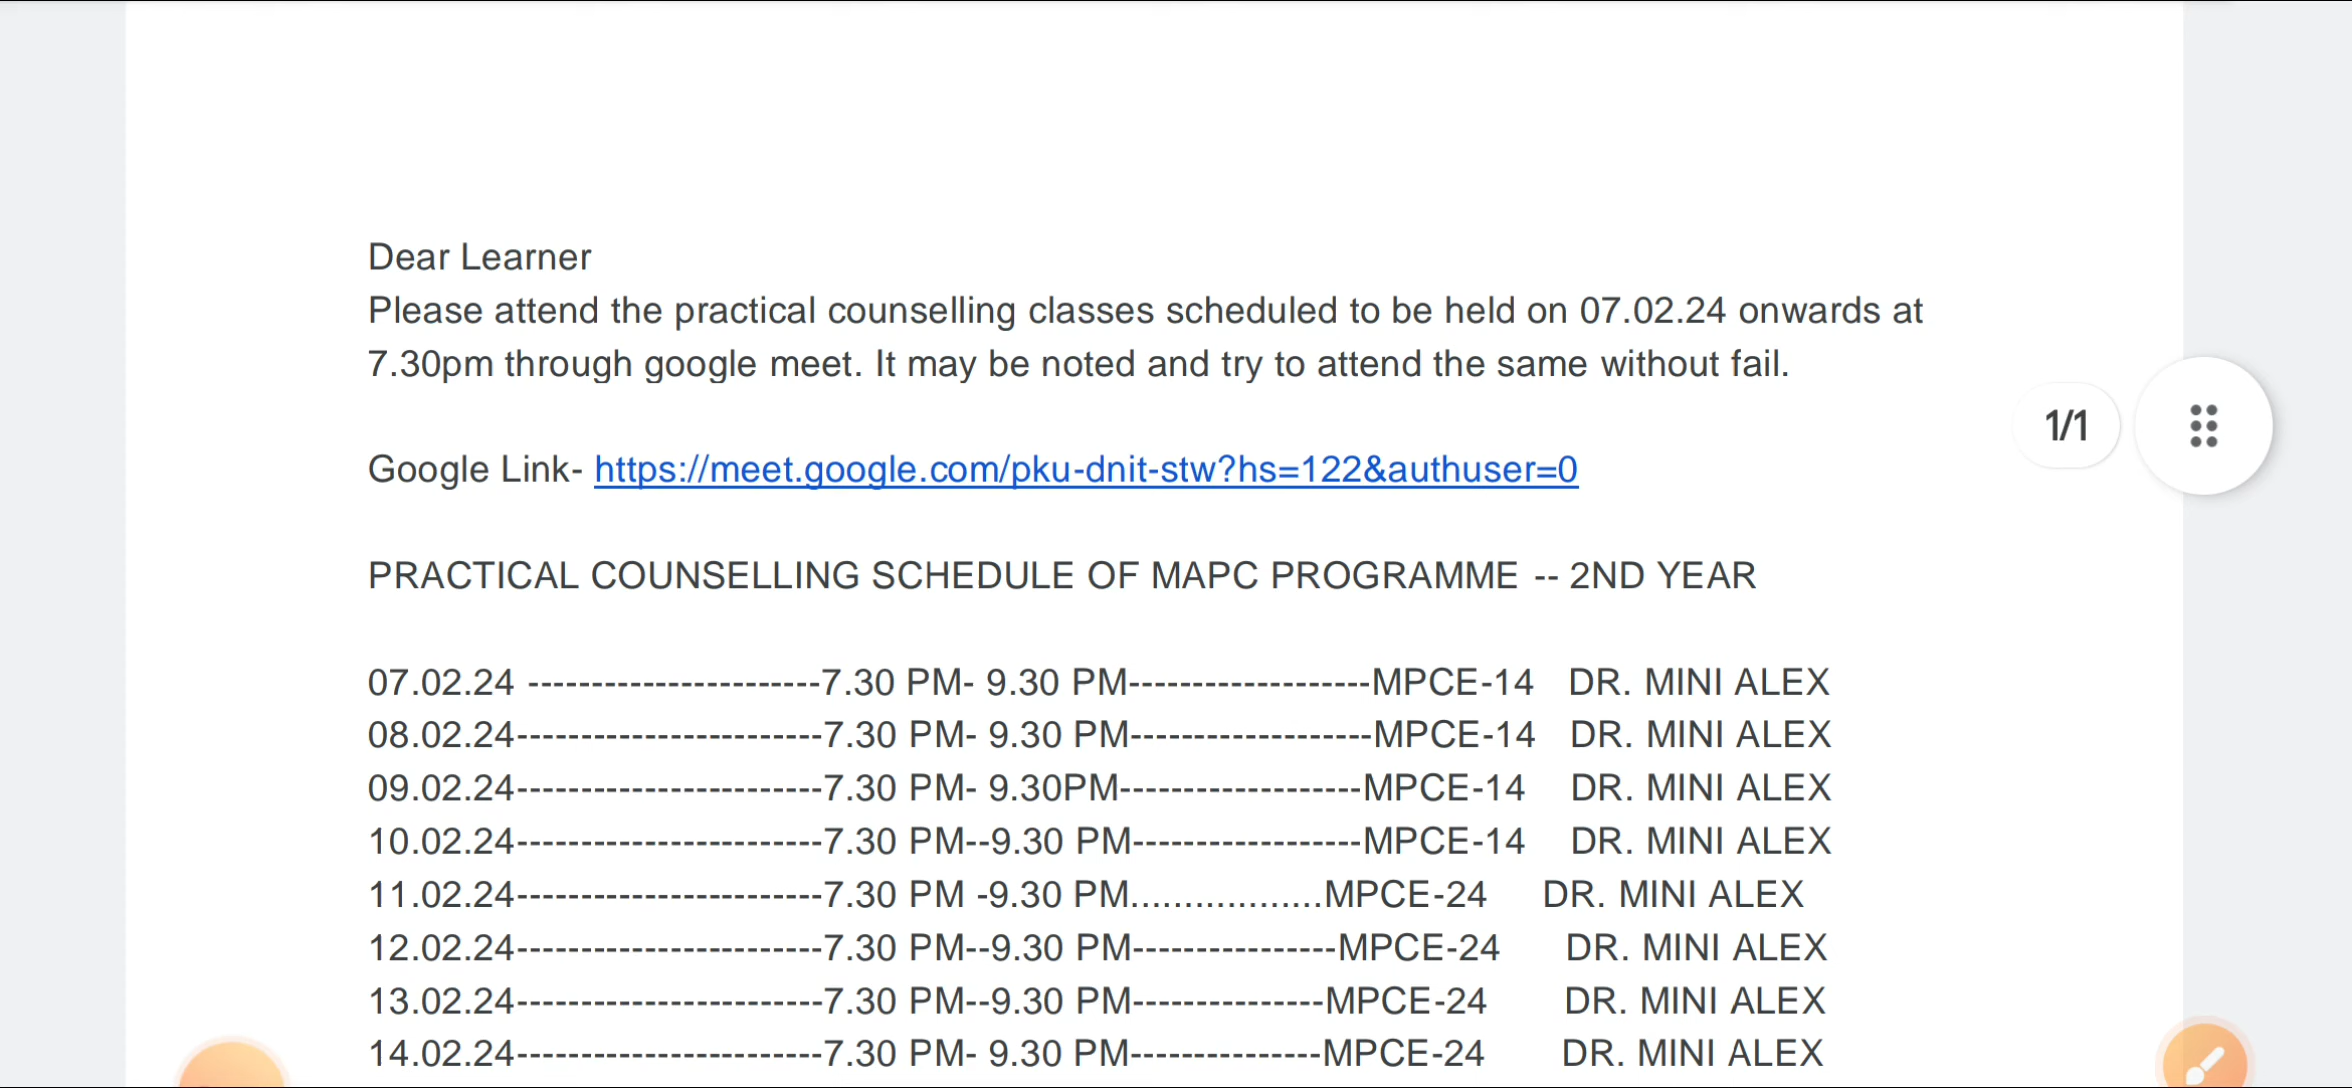 Dear Learner
Please attend the practical counselling classes scheduled to be held on 07.02.24 onwards at
7.30pm through google meet. It may be noted and try to attend the same without fail.
1/1
Google Link- https://meet.google.com/pku-dnit-stw?hs=122&authuser=0
PRACTICAL COUNSELLING SCHEDULE OF MAPC PROGRAMME -- 2ND YEAR
07.02.24 -----------------------7.30 PM- 9.30 PM-------------------MPCE-14 DR. MINI ALEX
08.02.24------------------------7.30 PM- 9.30 PM-------------------MPCE-14 DR. MINI ALEX
09.02.24------------------------7.30 PM- 9.30PM-------------------MPCE-14 DR. MINI ALEX
10.02.24------------------------7.30 PM--9.30 PM------------------MPCE-14 DR. MINI ALEX
11.02.24------------------------7.30 PM -9.30 PM..................MPCE-24 DR. MINI ALEX
12.02.24------------------------7.30 PM--9.30 PM----------------MPCE-24 DR. MINI ALEX
13.02.24------------------------7.30 PM--9.30 PM---------------MPCE-24 DR. MINI ALEX
14.02.24------------------------7.30 PM- 9.30 PM---------------MPCE-24 DR. MINI ALEX